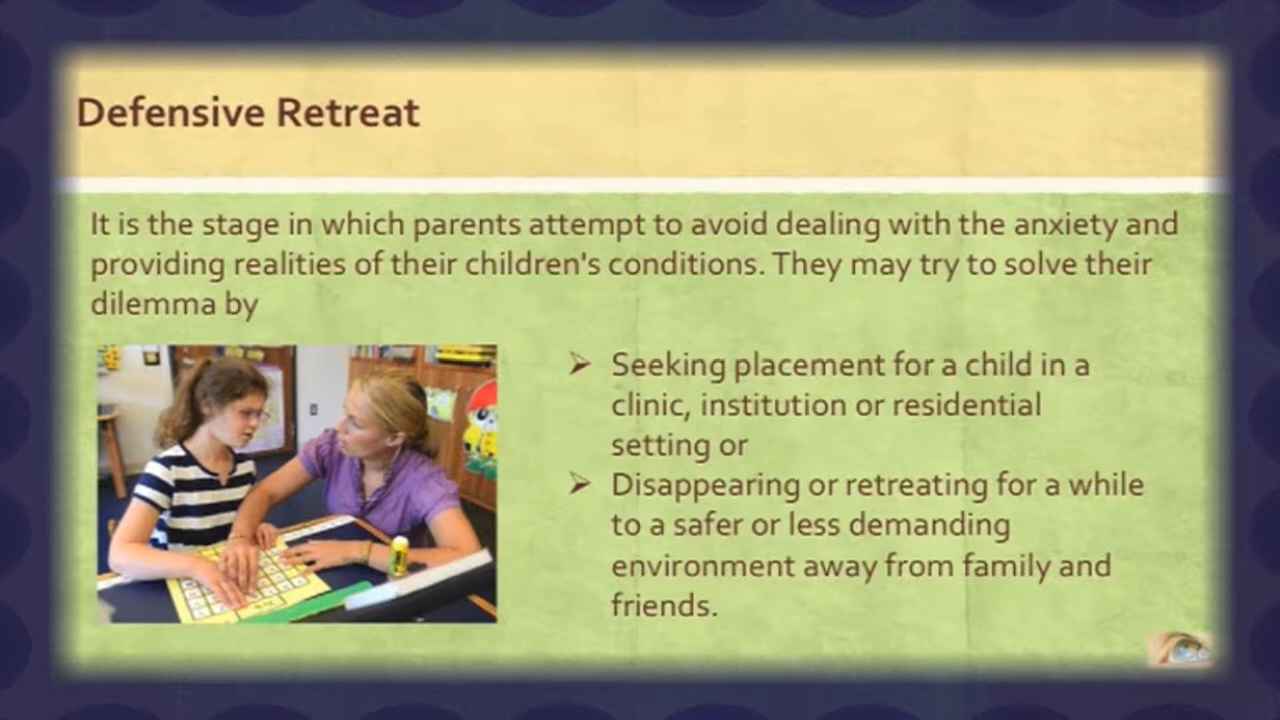 Defensive Retreat
It is the stage in which parents attempt to avoid dealing with the anxiety and
providing realities of their children's conditions. They may try to solve their
dilemma by
Seeking placement for a child in a
clinic, institution or residential
setting or
Disappearing or retreating for a while
to a safer or less demanding
environment away from family and
friends.